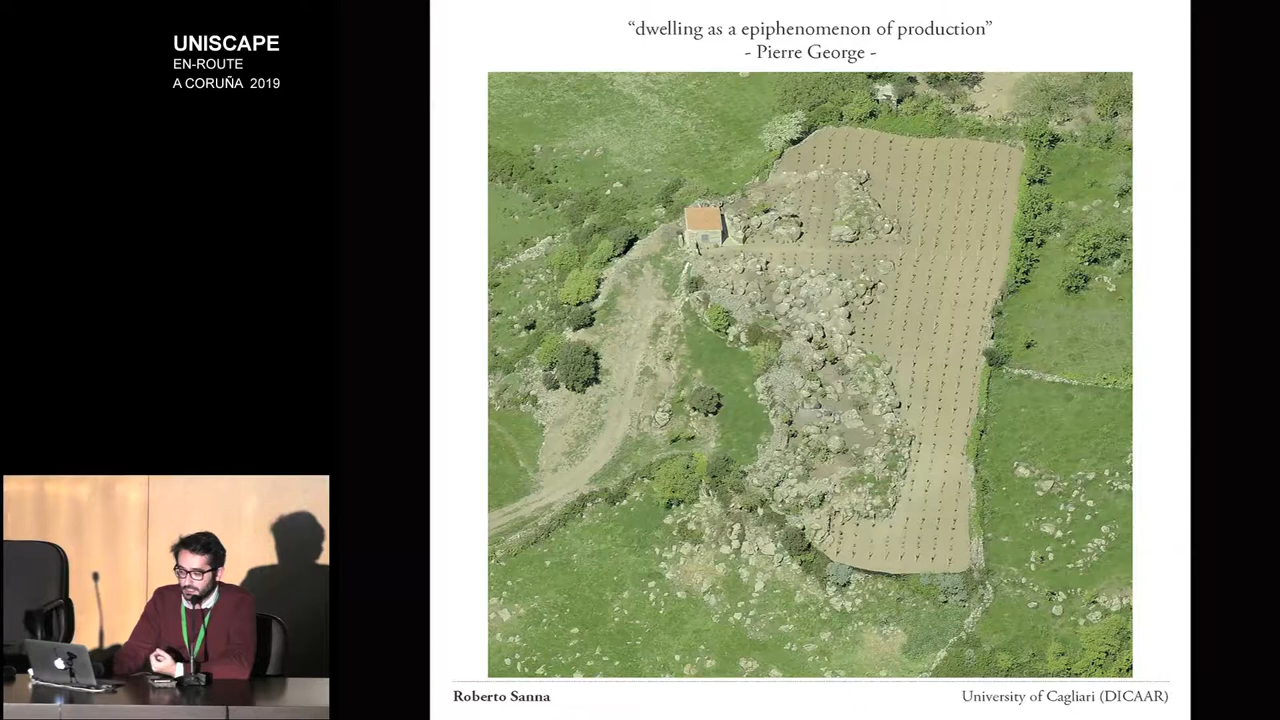 UNISCAPE
EN-ROUTE
A CORUÑA 2019
“dwelling as a epiphenomenon of production”
- Pierre George -
Roberto Sanna
University of Cagliari (DICAAR)